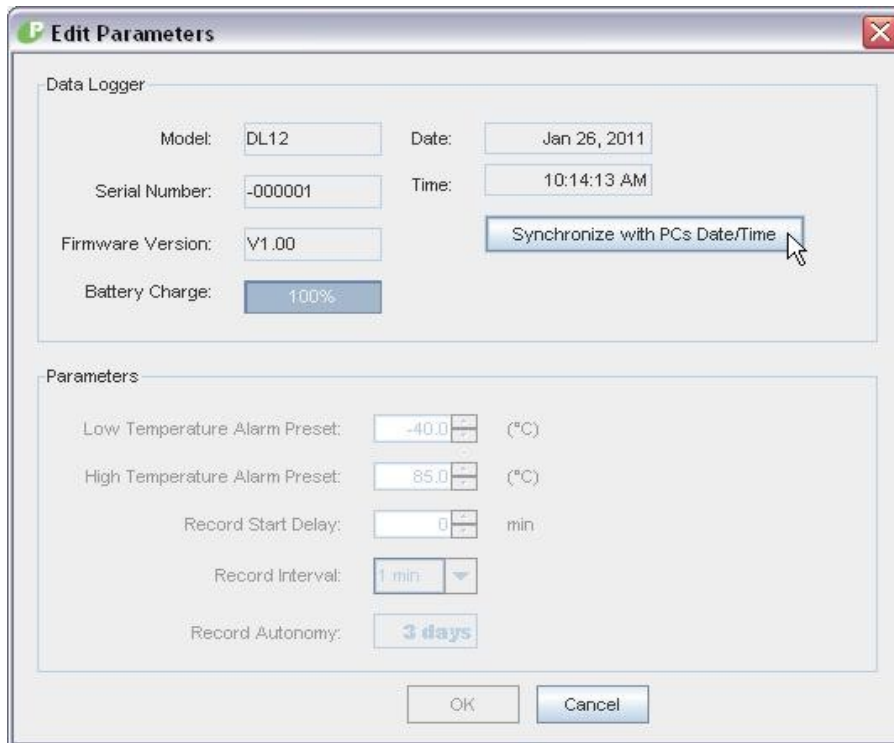 P Edit Parameters
Data Logger
Model: DL12 Date: Jan 26, 2011
Serial Number: -000001 Time: 10:14:13 AM
Firmware Version: V1.00 Synchronize with PCs Date/Time
Battery Charge: 100%
Parameters
Low Temperature Alarm Preset: -40.0 (°C)
High Temperature Alarm Preset: 85.0 (°C)
Record Start Delay: 0 min
Record Interval: 1 min
Record Autonomy: 3 days
OK Cancel